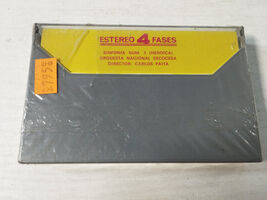 ESTEREO 4 FASES
SINFONIA NUM. 3 (HEROICA)
ORQUESTA NACIONAL ESCOCESA
DIRECTOR: CARLOS PAITA